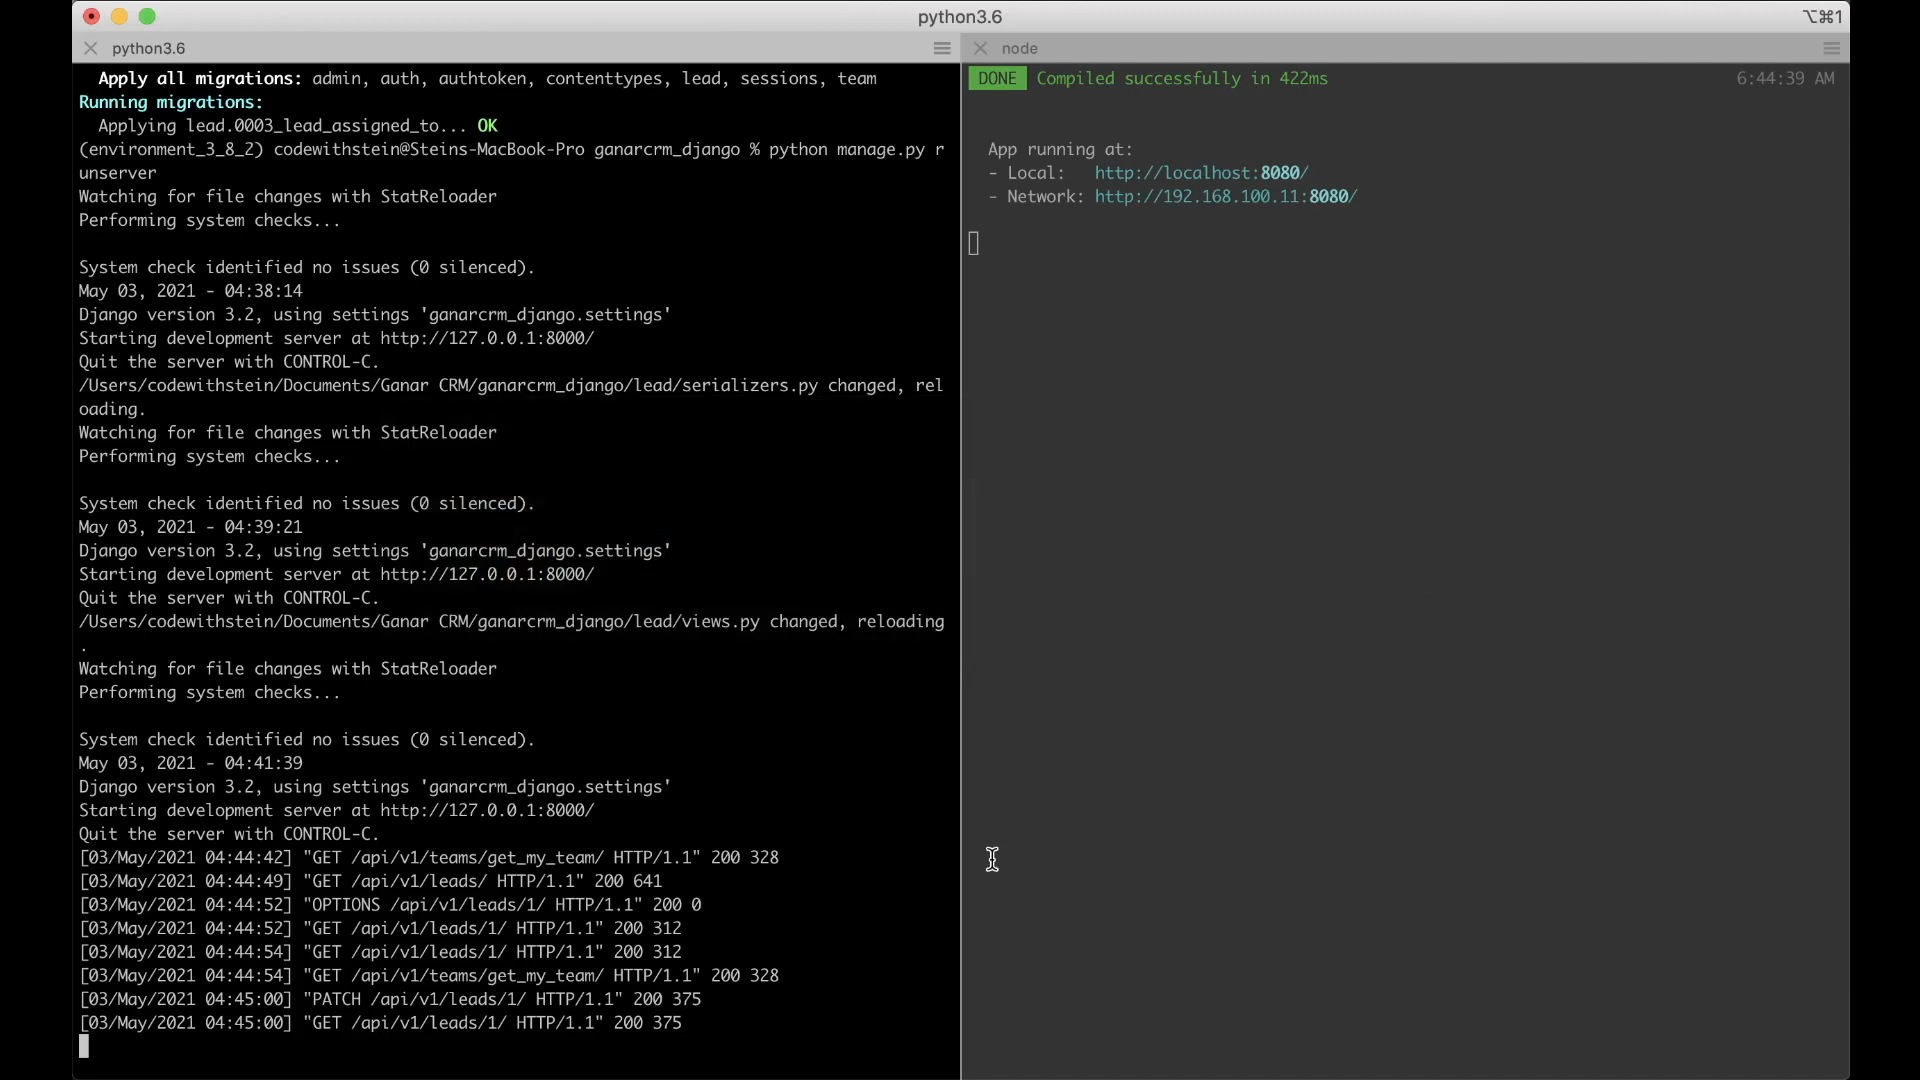 python3.6
⌥⌘1
python3.6
Apply all migrations: admin, auth, authtoken, contenttypes, lead, sessions, team
Running migrations:
Applying lead.0003_lead_assigned_to... OK
(environment_3_8_2) codewithstein@Steins-MacBook-Pro ganarcrm_django % python manage.py r
unserver
Watching for file changes with StatReloader
Performing system checks...
System check identified no issues (0 silenced).
May 03, 2021 - 04:38:14
Django version 3.2, using settings 'ganarcrm_django.settings'
Starting development server at http://127.0.0.1:8000/
Quit the server with CONTROL-C.
/Users/codewithstein/Documents/Ganar CRM/ganarcrm_django/lead/serializers.py changed, rel
oading.
Watching for file changes with StatReloader
Performing system checks...
System check identified no issues (0 silenced).
May 03, 2021 - 04:39:21
Django version 3.2, using settings 'ganarcrm_django.settings'
Starting development server at http://127.0.0.1:8000/
Quit the server with CONTROL-C.
/Users/codewithstein/Documents/Ganar CRM/ganarcrm_django/lead/views.py changed, reloading
.
Watching for file changes with StatReloader
Performing system checks...
System check identified no issues (0 silenced).
May 03, 2021 - 04:41:39
Django version 3.2, using settings 'ganarcrm_django.settings'
Starting development server at http://127.0.0.1:8000/
Quit the server with CONTROL-C.
[03/May/2021 04:44:42] "GET /api/v1/teams/get_my_team/ HTTP/1.1" 200 328
[03/May/2021 04:44:49] "GET /api/v1/leads/ HTTP/1.1" 200 641
[03/May/2021 04:44:52] "OPTIONS /api/v1/leads/1/ HTTP/1.1" 200 0
[03/May/2021 04:44:52] "GET /api/v1/leads/1/ HTTP/1.1" 200 312
[03/May/2021 04:44:54] "GET /api/v1/leads/1/ HTTP/1.1" 200 312
[03/May/2021 04:44:54] "GET /api/v1/teams/get_my_team/ HTTP/1.1" 200 328
[03/May/2021 04:45:00] "PATCH /api/v1/leads/1/ HTTP/1.1" 200 375
[03/May/2021 04:45:00] "GET /api/v1/leads/1/ HTTP/1.1" 200 375
node
DONE Compiled successfully in 422ms 6:44:39 AM
App running at:
- Local: http://localhost:8080/
- Network: http://192.168.100.11:8080/